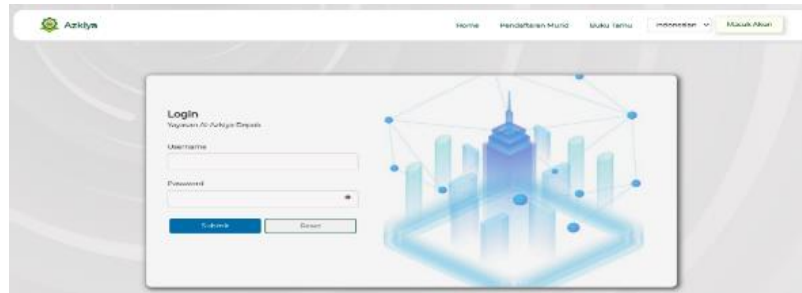 Azkiya
Home Pendaftaran Murid Buku Tamu Indonesian Masuk Akun
Login
Yayasan Al-Azkiya Depok
Username
Password
Submit Reset